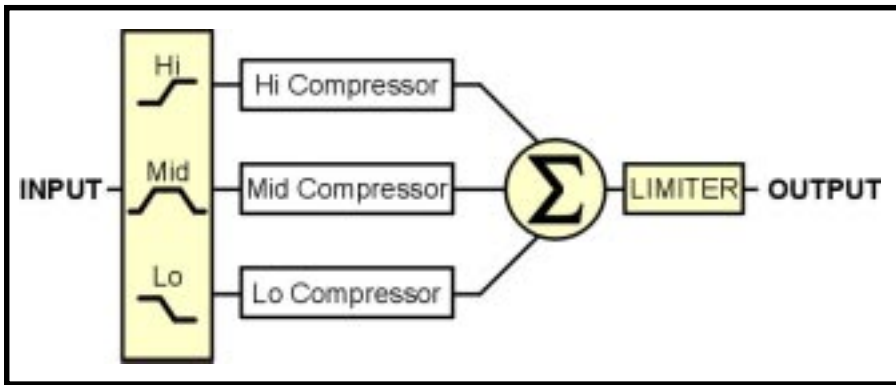 Hi
Hi Compressor
INPUT
Mid
Mid Compressor
Σ
LIMITER
OUTPUT
Lo
Lo Compressor